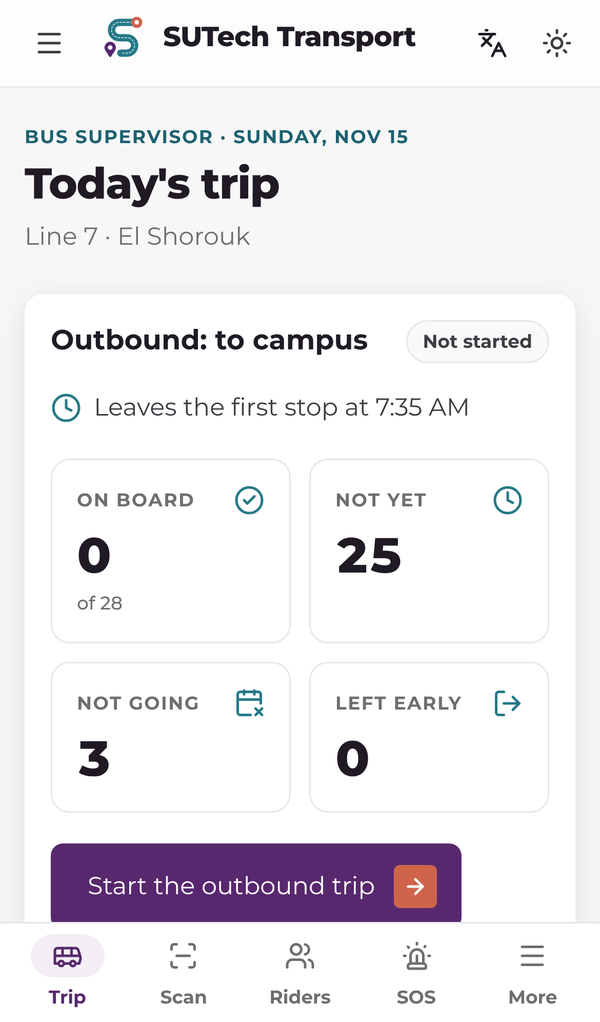 SUTech Transport
BUS SUPERVISOR · SUNDAY, NOV 15
Today's trip
Line 7 · El Shorouk
Outbound: to campus
Not started
Leaves the first stop at 7:35 AM
ON BOARD
0
of 28
NOT YET
25
NOT GOING
3
LEFT EARLY
0
Start the outbound trip
Trip
Scan
Riders
SOS
More